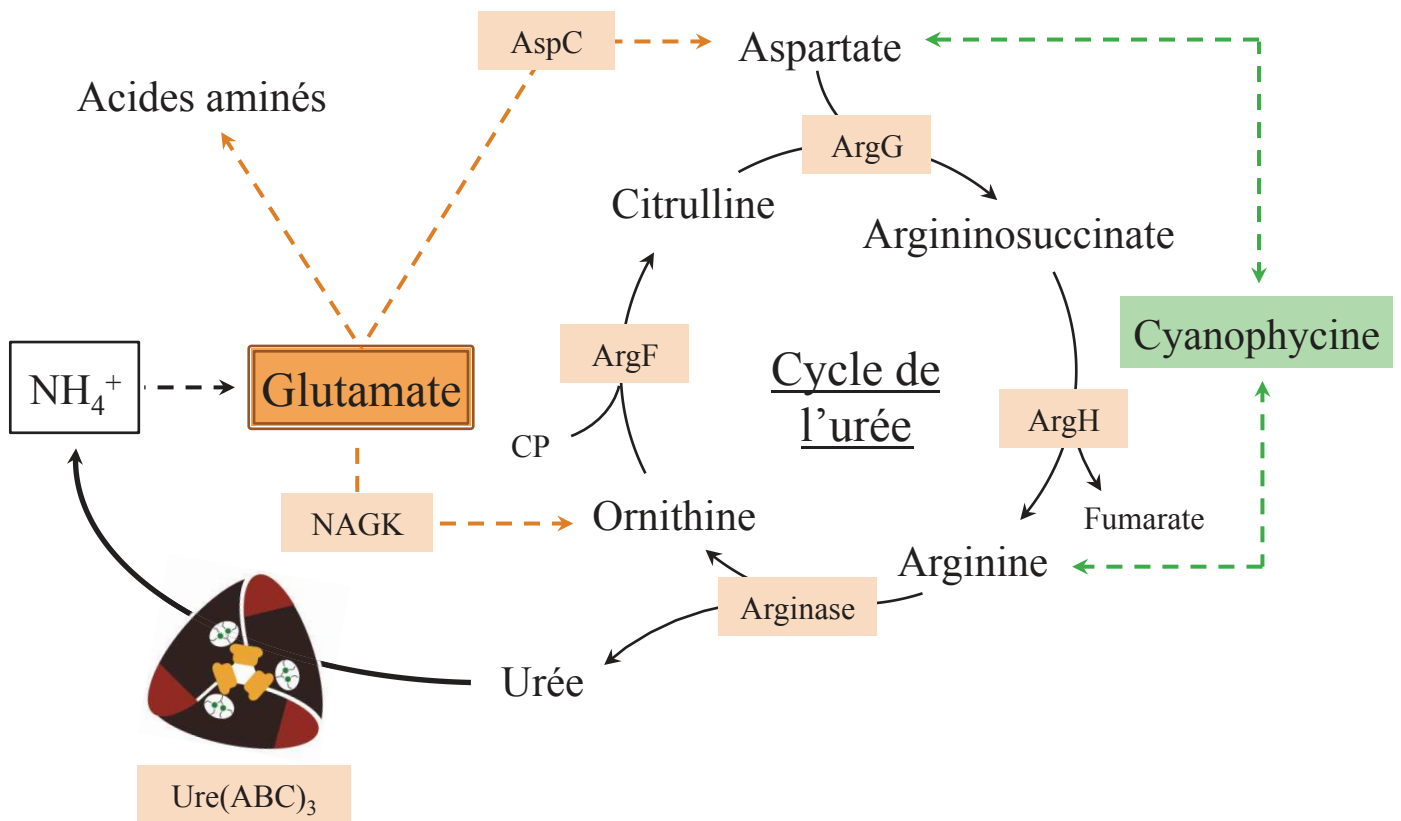 AspC
Aspartate
Acides aminés
ArgG
Citrulline
Argininosuccinate
Cyanophycine
ArgF
NH₄⁺
Glutamate
Cycle de
l’urée
ArgH
CP
NAGK
Ornithine
Fumarate
Arginine
Arginase
Urée
Ure(ABC)₃